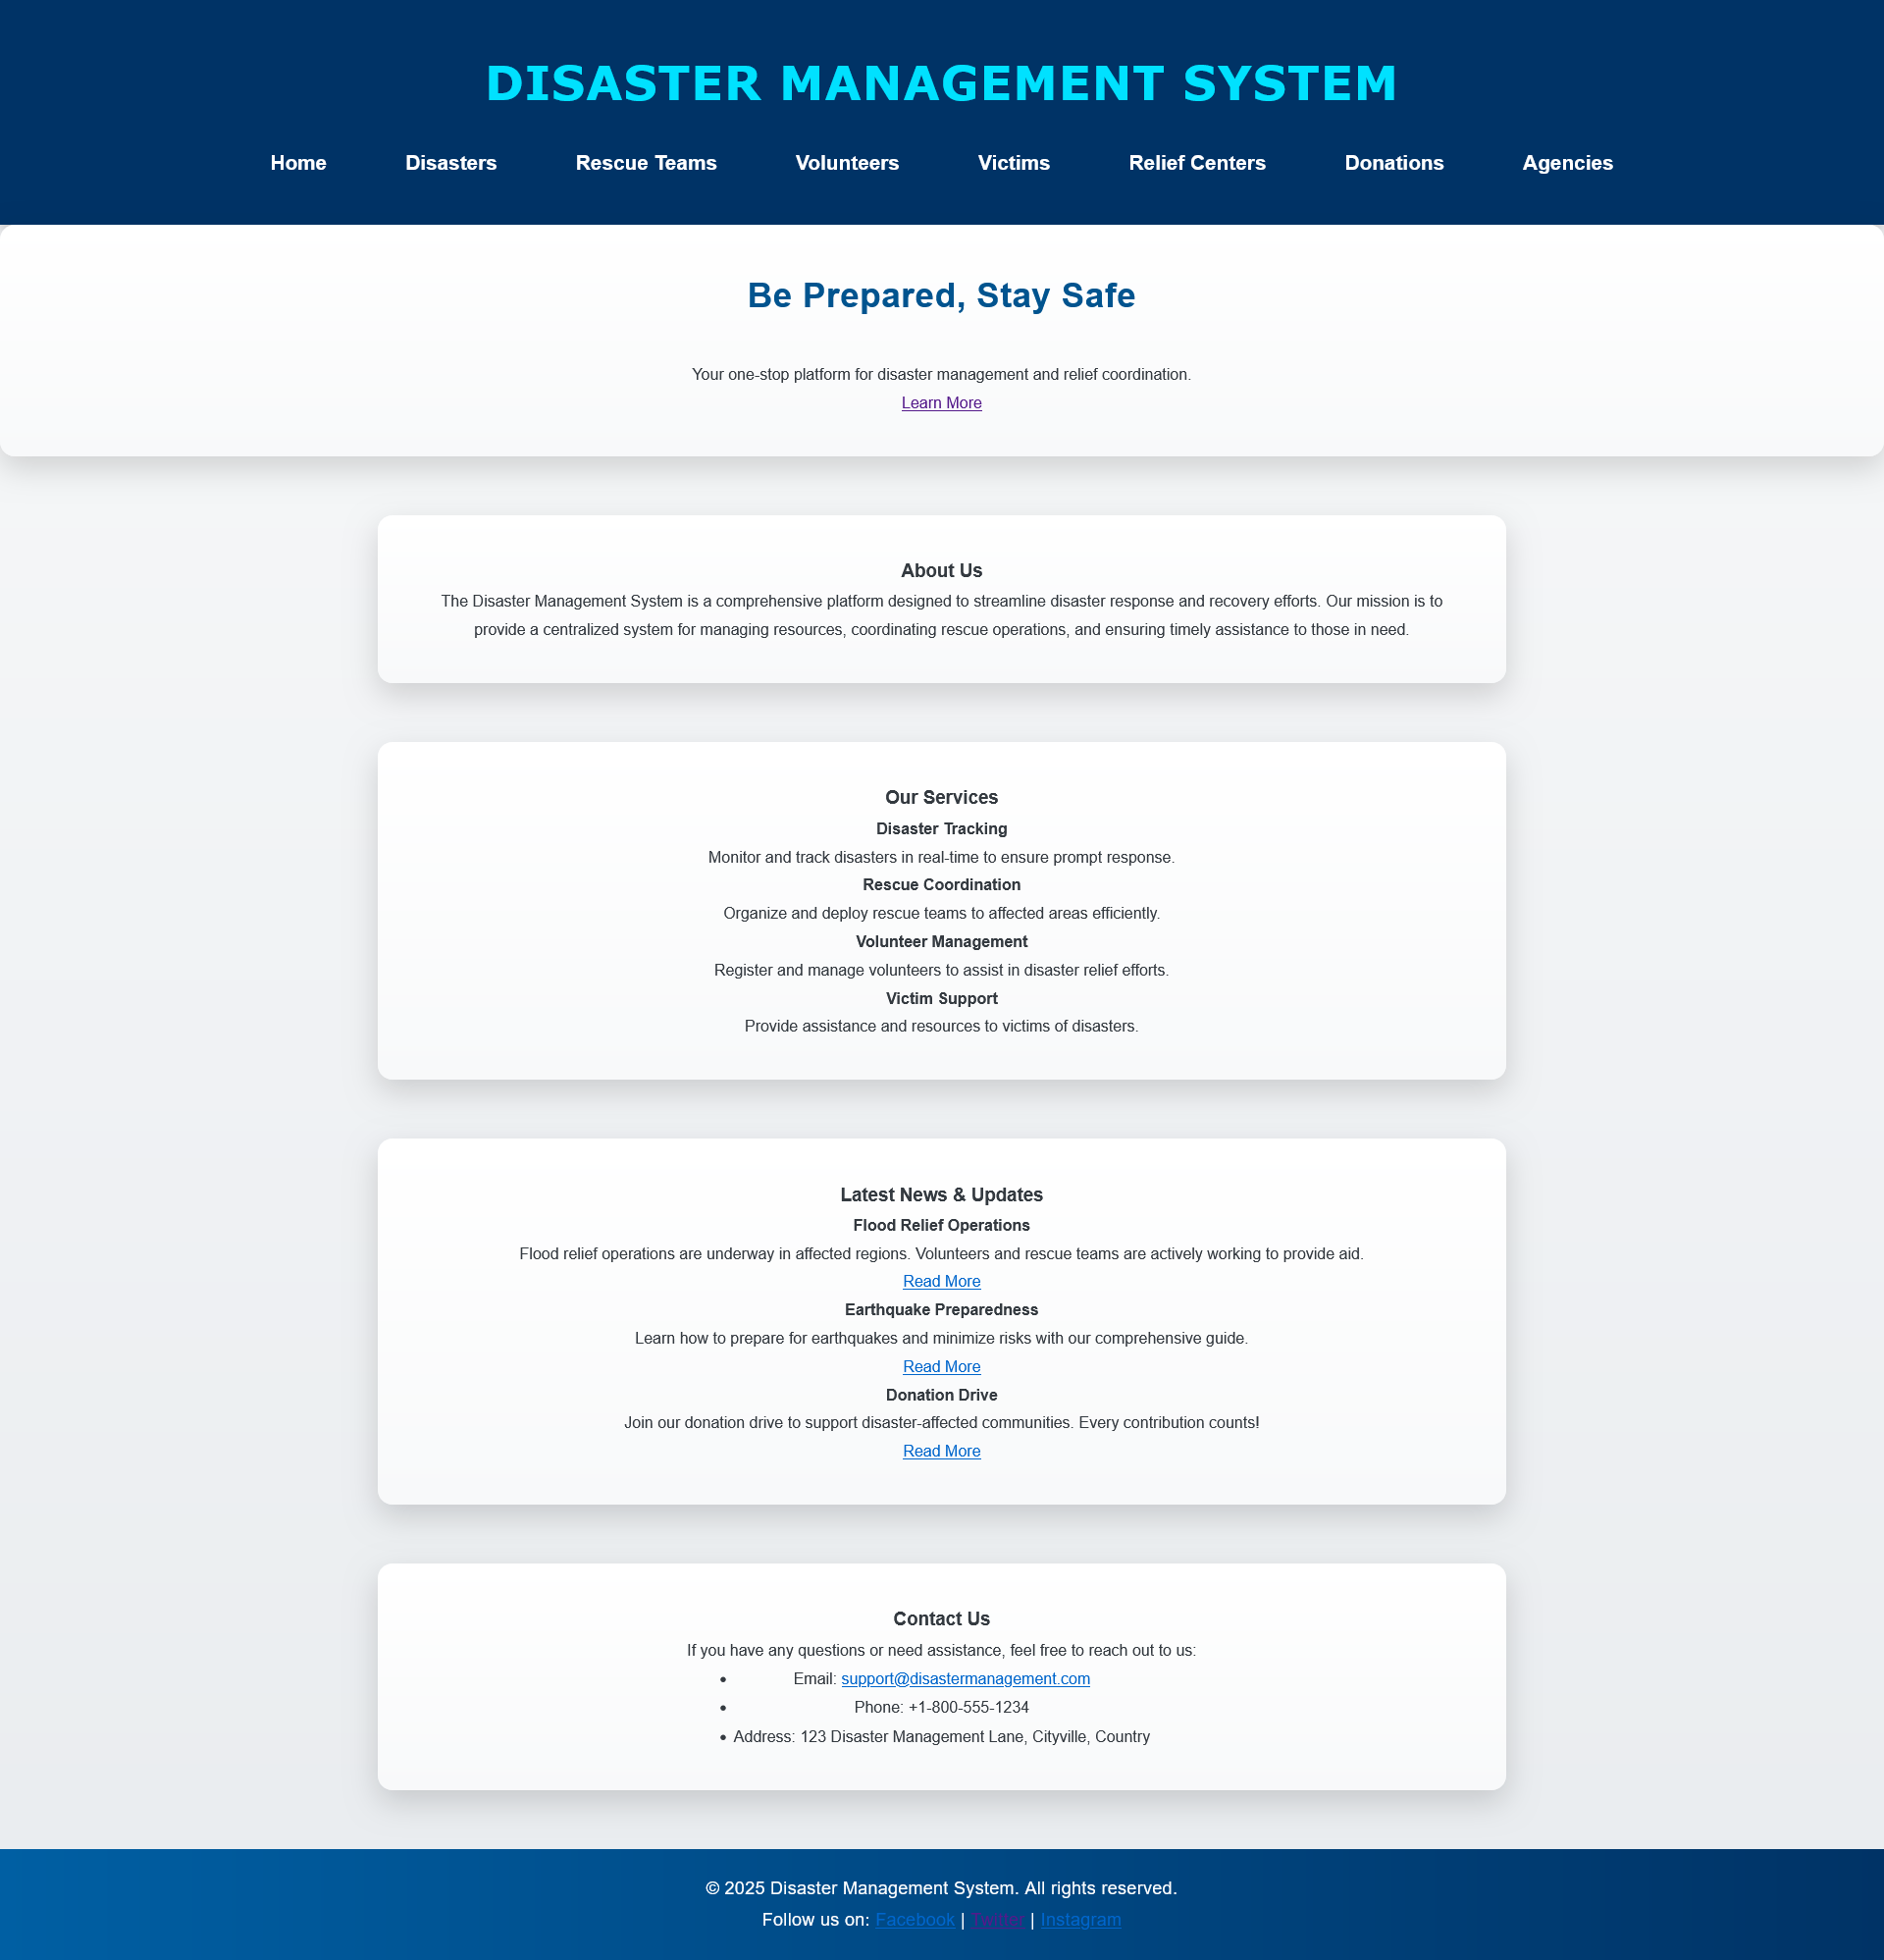 DISASTER MANAGEMENT SYSTEM
Home Disasters Rescue Teams Volunteers Victims Relief Centers Donations Agencies
Be Prepared, Stay Safe
Your one-stop platform for disaster management and relief coordination.
Learn More
About Us
The Disaster Management System is a comprehensive platform designed to streamline disaster response and recovery efforts. Our mission is to
provide a centralized system for managing resources, coordinating rescue operations, and ensuring timely assistance to those in need.
Our Services
Disaster Tracking
Monitor and track disasters in real-time to ensure prompt response.
Rescue Coordination
Organize and deploy rescue teams to affected areas efficiently.
Volunteer Management
Register and manage volunteers to assist in disaster relief efforts.
Victim Support
Provide assistance and resources to victims of disasters.
Latest News & Updates
Flood Relief Operations
Flood relief operations are underway in affected regions. Volunteers and rescue teams are actively working to provide aid.
Read More
Earthquake Preparedness
Learn how to prepare for earthquakes and minimize risks with our comprehensive guide.
Read More
Donation Drive
Join our donation drive to support disaster-affected communities. Every contribution counts!
Read More
Contact Us
If you have any questions or need assistance, feel free to reach out to us:
• Email: support@disastermanagement.com
• Phone: +1-800-555-1234
• Address: 123 Disaster Management Lane, Cityville, Country
© 2025 Disaster Management System. All rights reserved.
Follow us on: Facebook | Twitter | Instagram